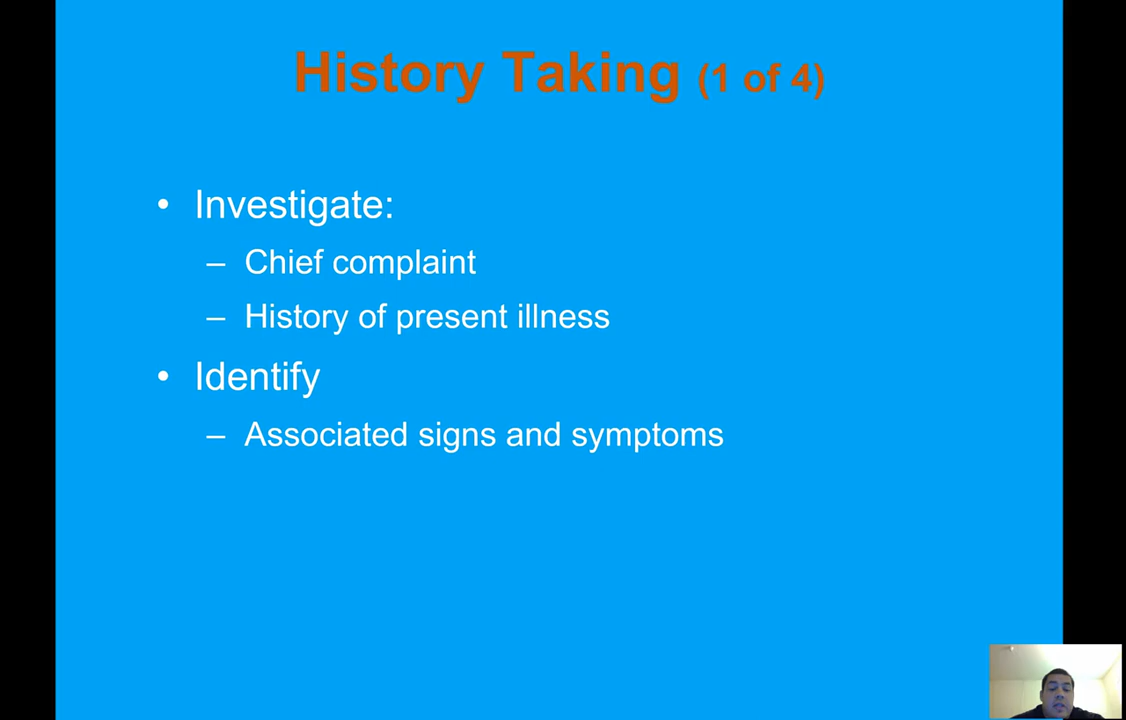 History Taking (1 of 4)
• Investigate:
– Chief complaint
– History of present illness
• Identify
– Associated signs and symptoms